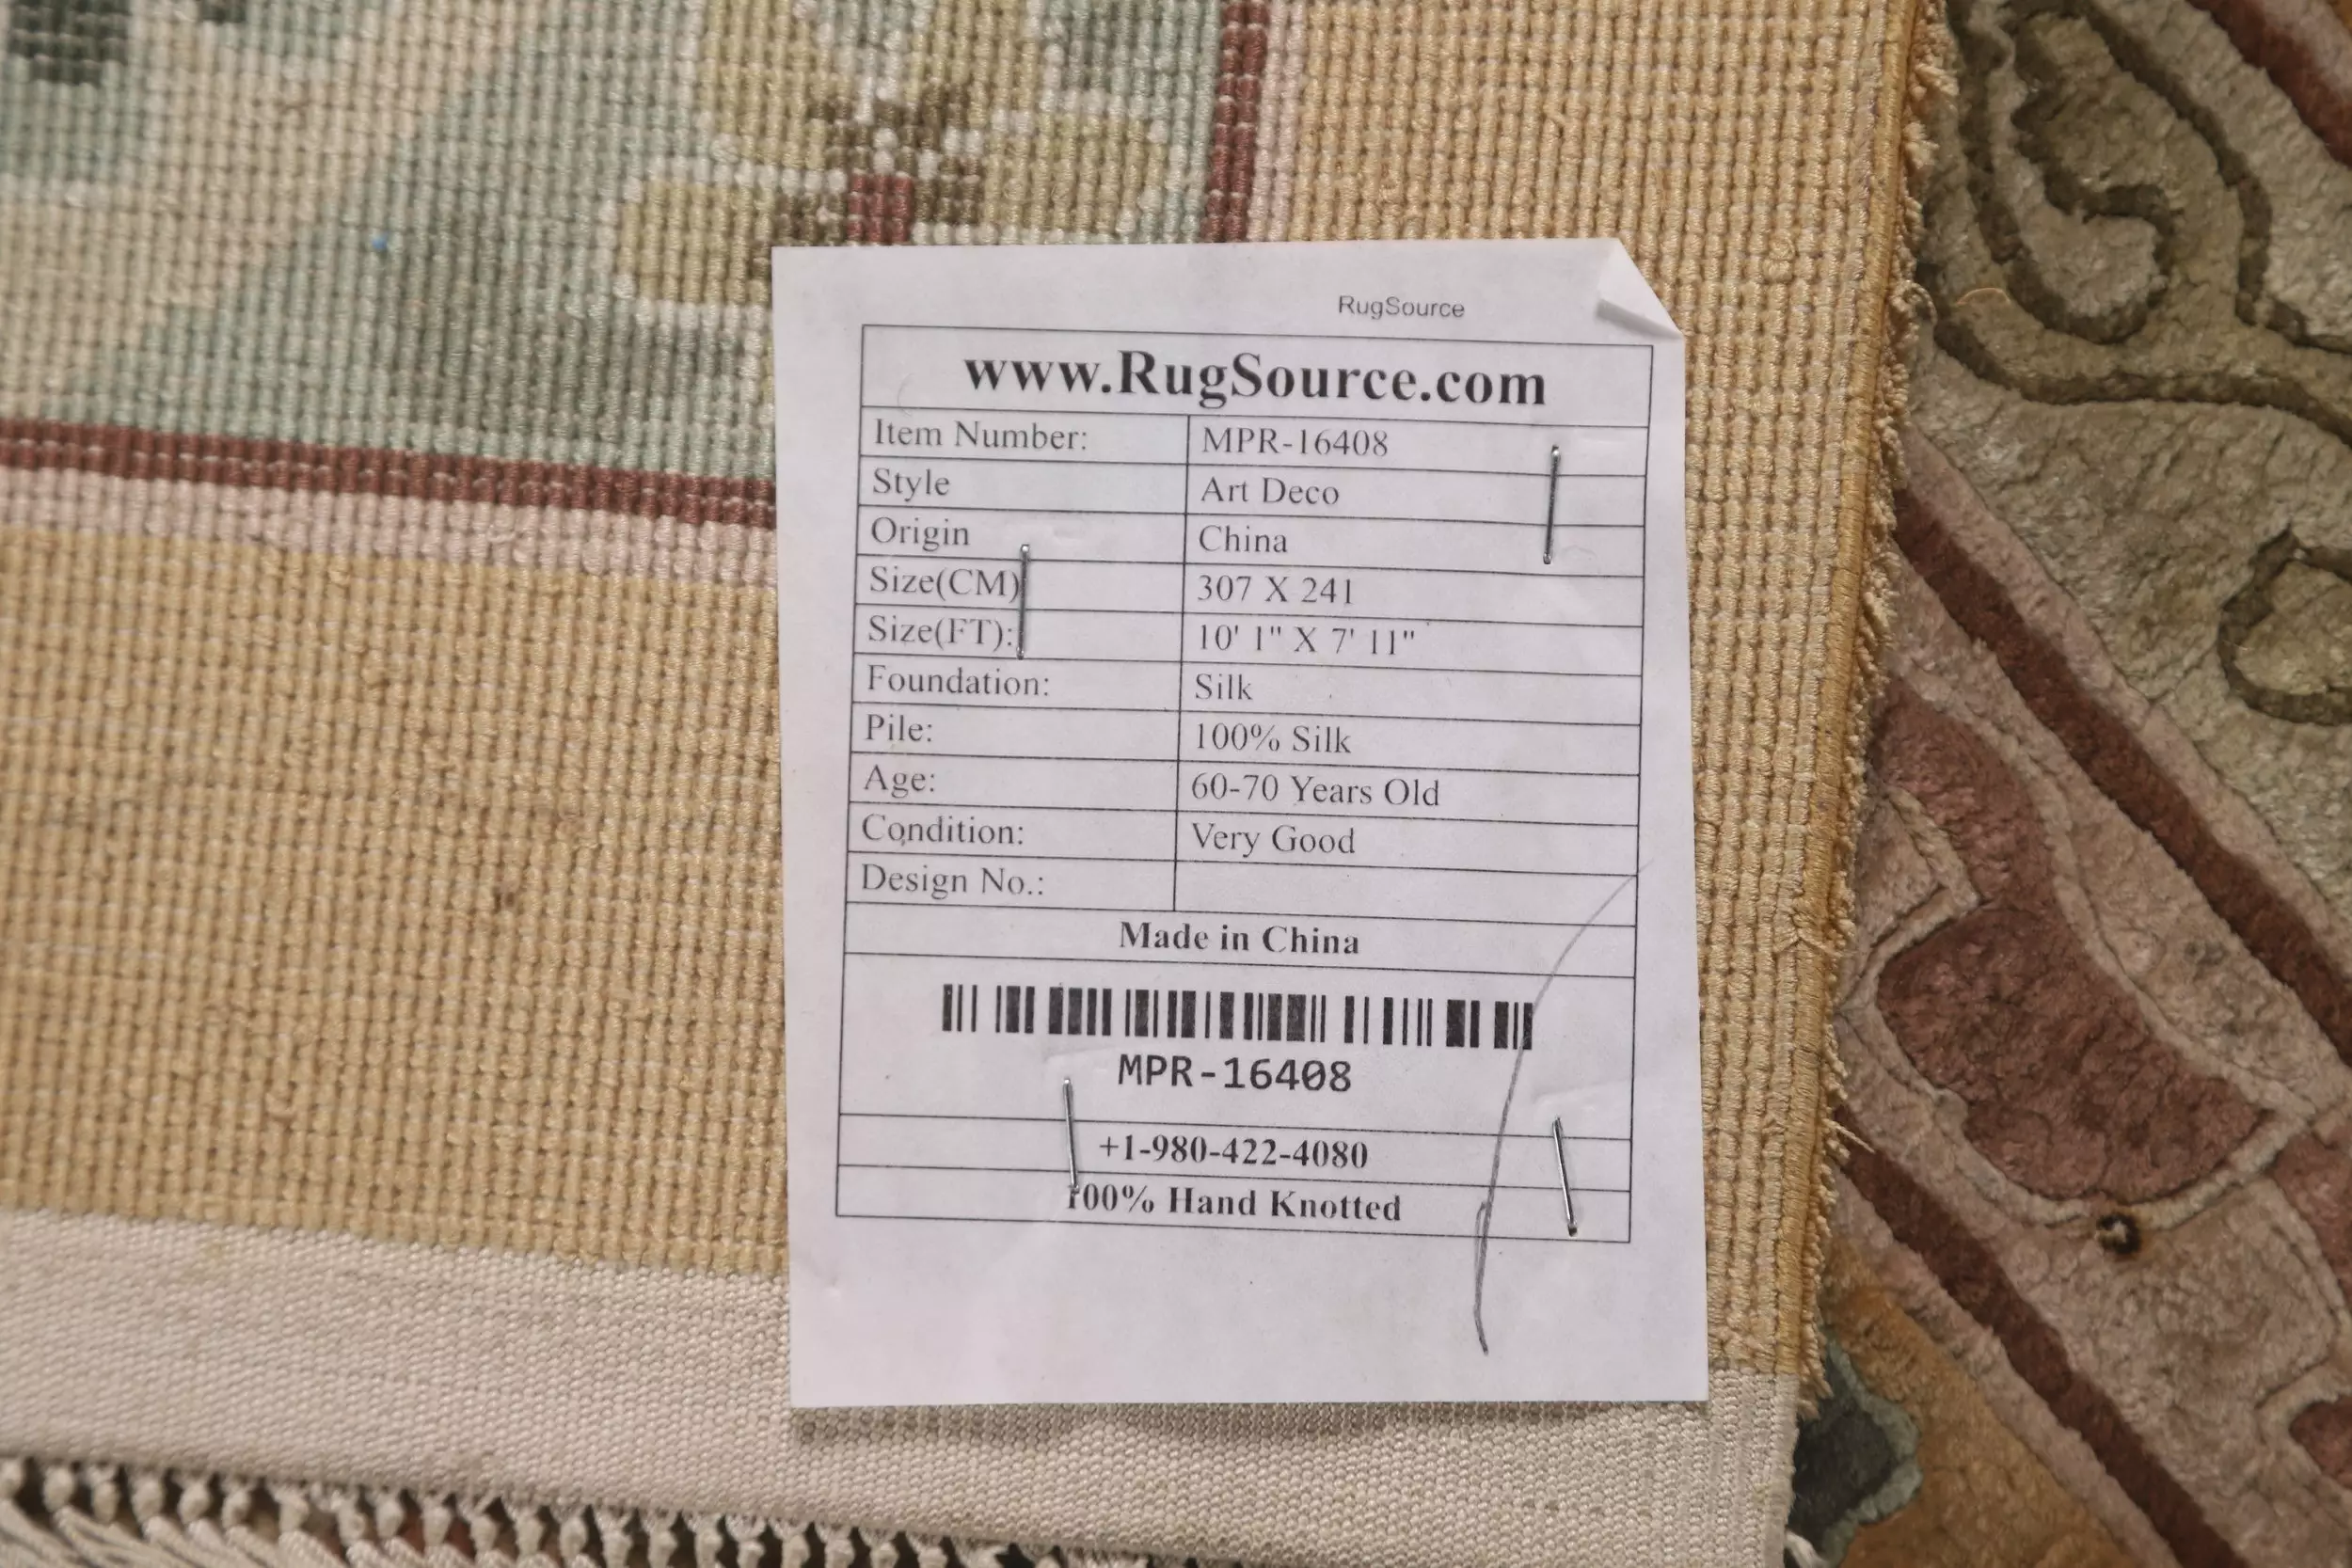 RugSource
www.RugSource.com
Item Number: MPR-16408
Style Art Deco
Origin China
Size(CM) 307 X 241
Size(FT): 10' 1" X 7' 11"
Foundation: Silk
Pile: 100% Silk
Age: 60-70 Years Old
Condition: Very Good
Design No.:
Made in China
MPR-16408
+1-980-422-4080
100% Hand Knotted